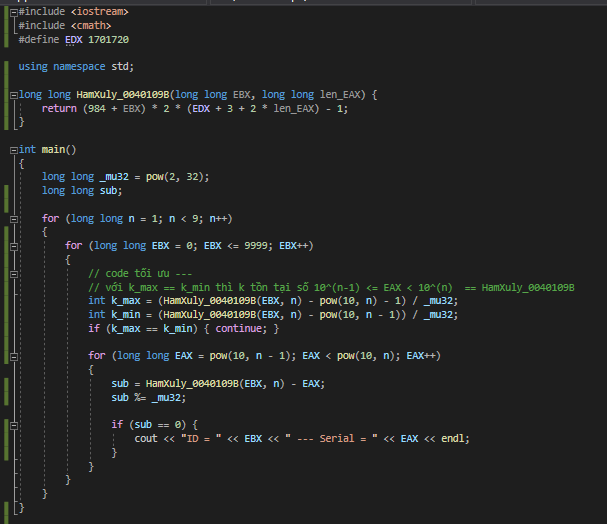 #include <iostream>
#include <cmath>
#define EDX 1701720
using namespace std;
long long HamXuly_0040109B(long long EBX, long long len_EAX) {
return (984 + EBX) * 2 * (EDX + 3 + 2 * len_EAX) - 1;
}
int main()
{
long long _mu32 = pow(2, 32);
long long sub;
for (long long n = 1; n < 9; n++)
{
for (long long EBX = 0; EBX <= 9999; EBX++)
{
// code tối ưu ---
// với k_max == k_min thì k tồn tại số 10^(n-1) <= EAX < 10^(n)  == HamXuly_0040109B
int k_max = (HamXuly_0040109B(EBX, n) - pow(10, n) - 1) / _mu32;
int k_min = (HamXuly_0040109B(EBX, n) - pow(10, n - 1)) / _mu32;
if (k_max == k_min) { continue; }
for (long long EAX = pow(10, n - 1); EAX < pow(10, n); EAX++)
{
sub = HamXuly_0040109B(EBX, n) - EAX;
sub %= _mu32;
if (sub == 0) {
cout << "ID = " << EBX << " --- Serial = " << EAX << endl;
}
}
}
}
}